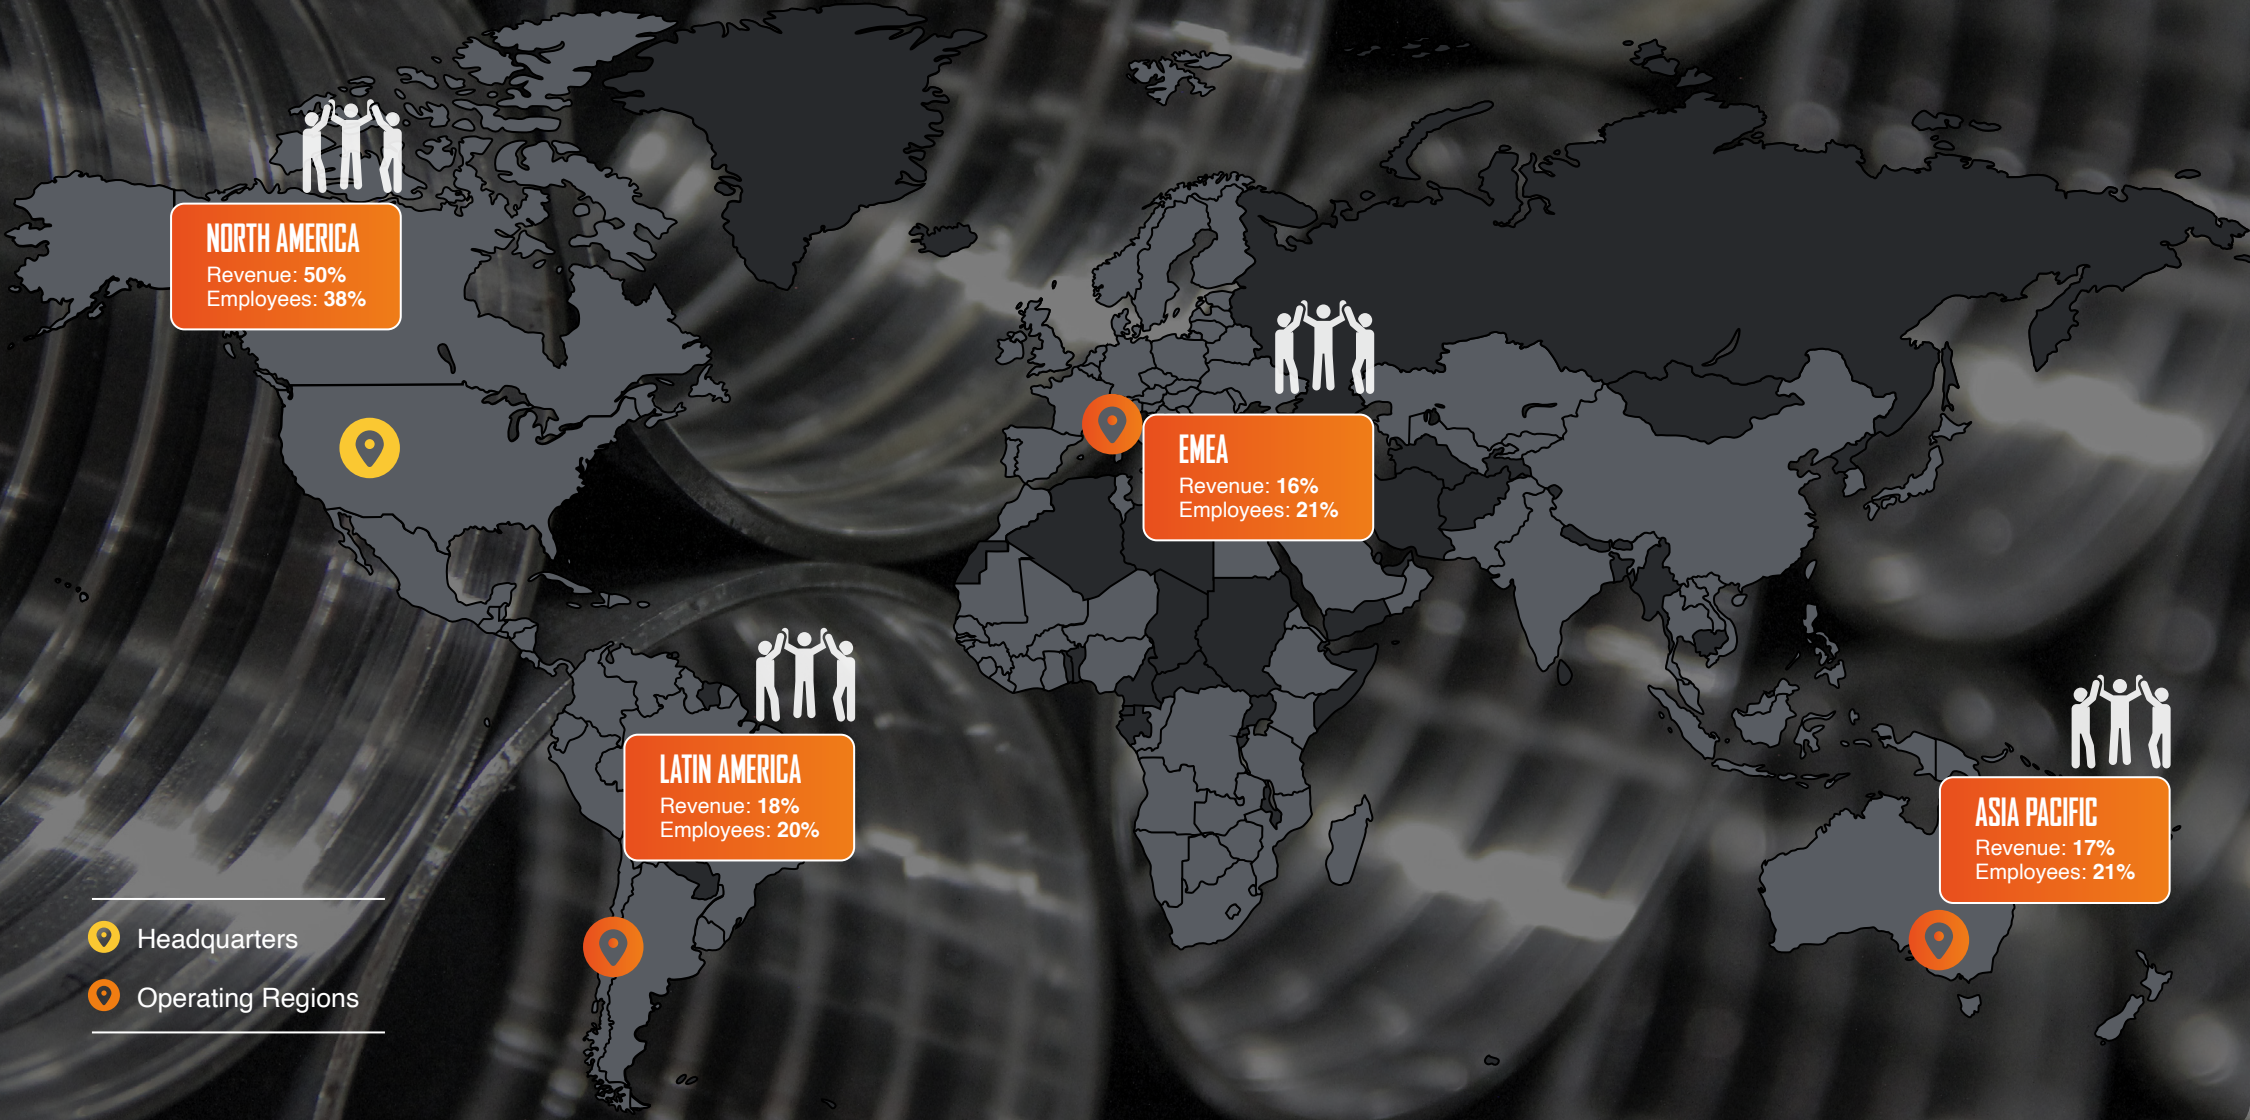 NORTH AMERICA
Revenue: 50%
Employees: 38%
EMEA
Revenue: 16%
Employees: 21%
LATIN AMERICA
Revenue: 18%
Employees: 20%
ASIA PACIFIC
Revenue: 17%
Employees: 21%
Headquarters
Operating Regions